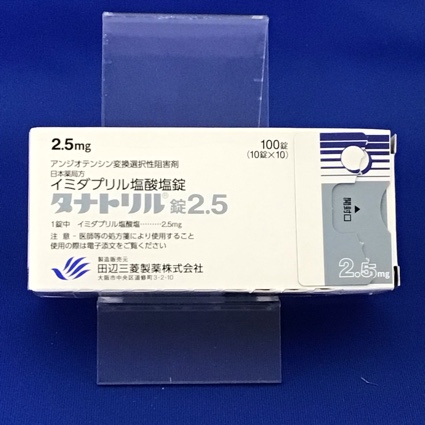 2.5mg
100錠
(10錠×10)
アンジオテンシン変換選択性阻害剤
日本薬局方
イミダプリル塩酸塩錠
タナトリル®錠2.5
1錠中 イミダプリル塩酸塩……2.5mg
注意-医師等の処方箋により使用すること
使用の際は電子添文をご覧ください
製造販売元
田辺三菱製薬株式会社
大阪市中央区道修町3-2-10
開封口
2.5mg